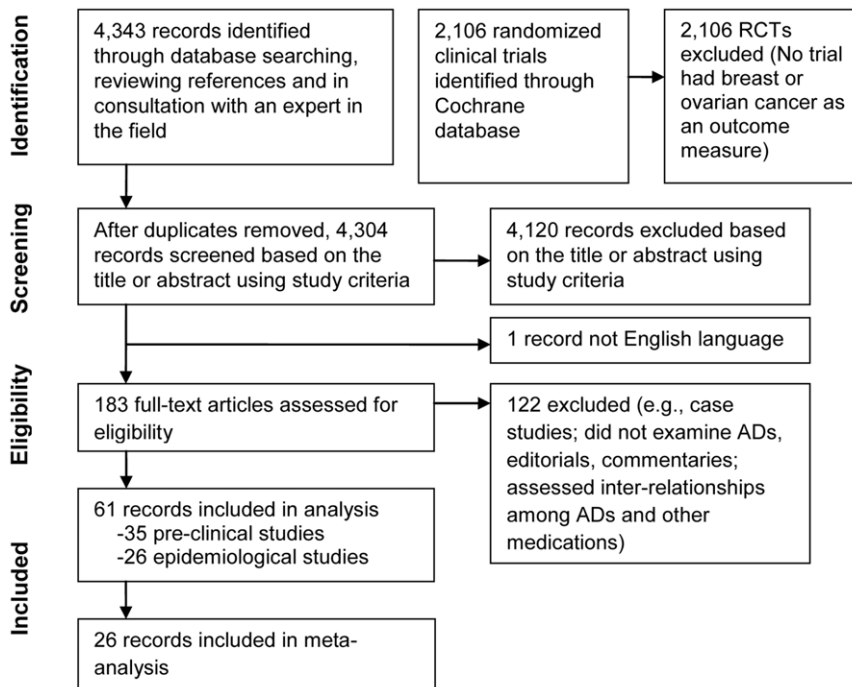 Identification
4,343 records identified
through database searching,
reviewing references and in
consultation with an expert in
the field
2,106 randomized
clinical trials
identified through
Cochrane
database
2,106 RCTs
excluded (No trial
had breast or
ovarian cancer as
an outcome
measure)
Screening
After duplicates removed, 4,304
records screened based on the
title or abstract using study criteria
4,120 records excluded based
on the title or abstract using
study criteria
1 record not English language
Eligibility
183 full-text articles assessed for
eligibility
122 excluded (e.g., case
studies; did not examine ADs,
editorials, commentaries;
assessed inter-relationships
among ADs and other
medications)
Included
61 records included in analysis
-35 pre-clinical studies
-26 epidemiological studies
26 records included in meta-
analysis